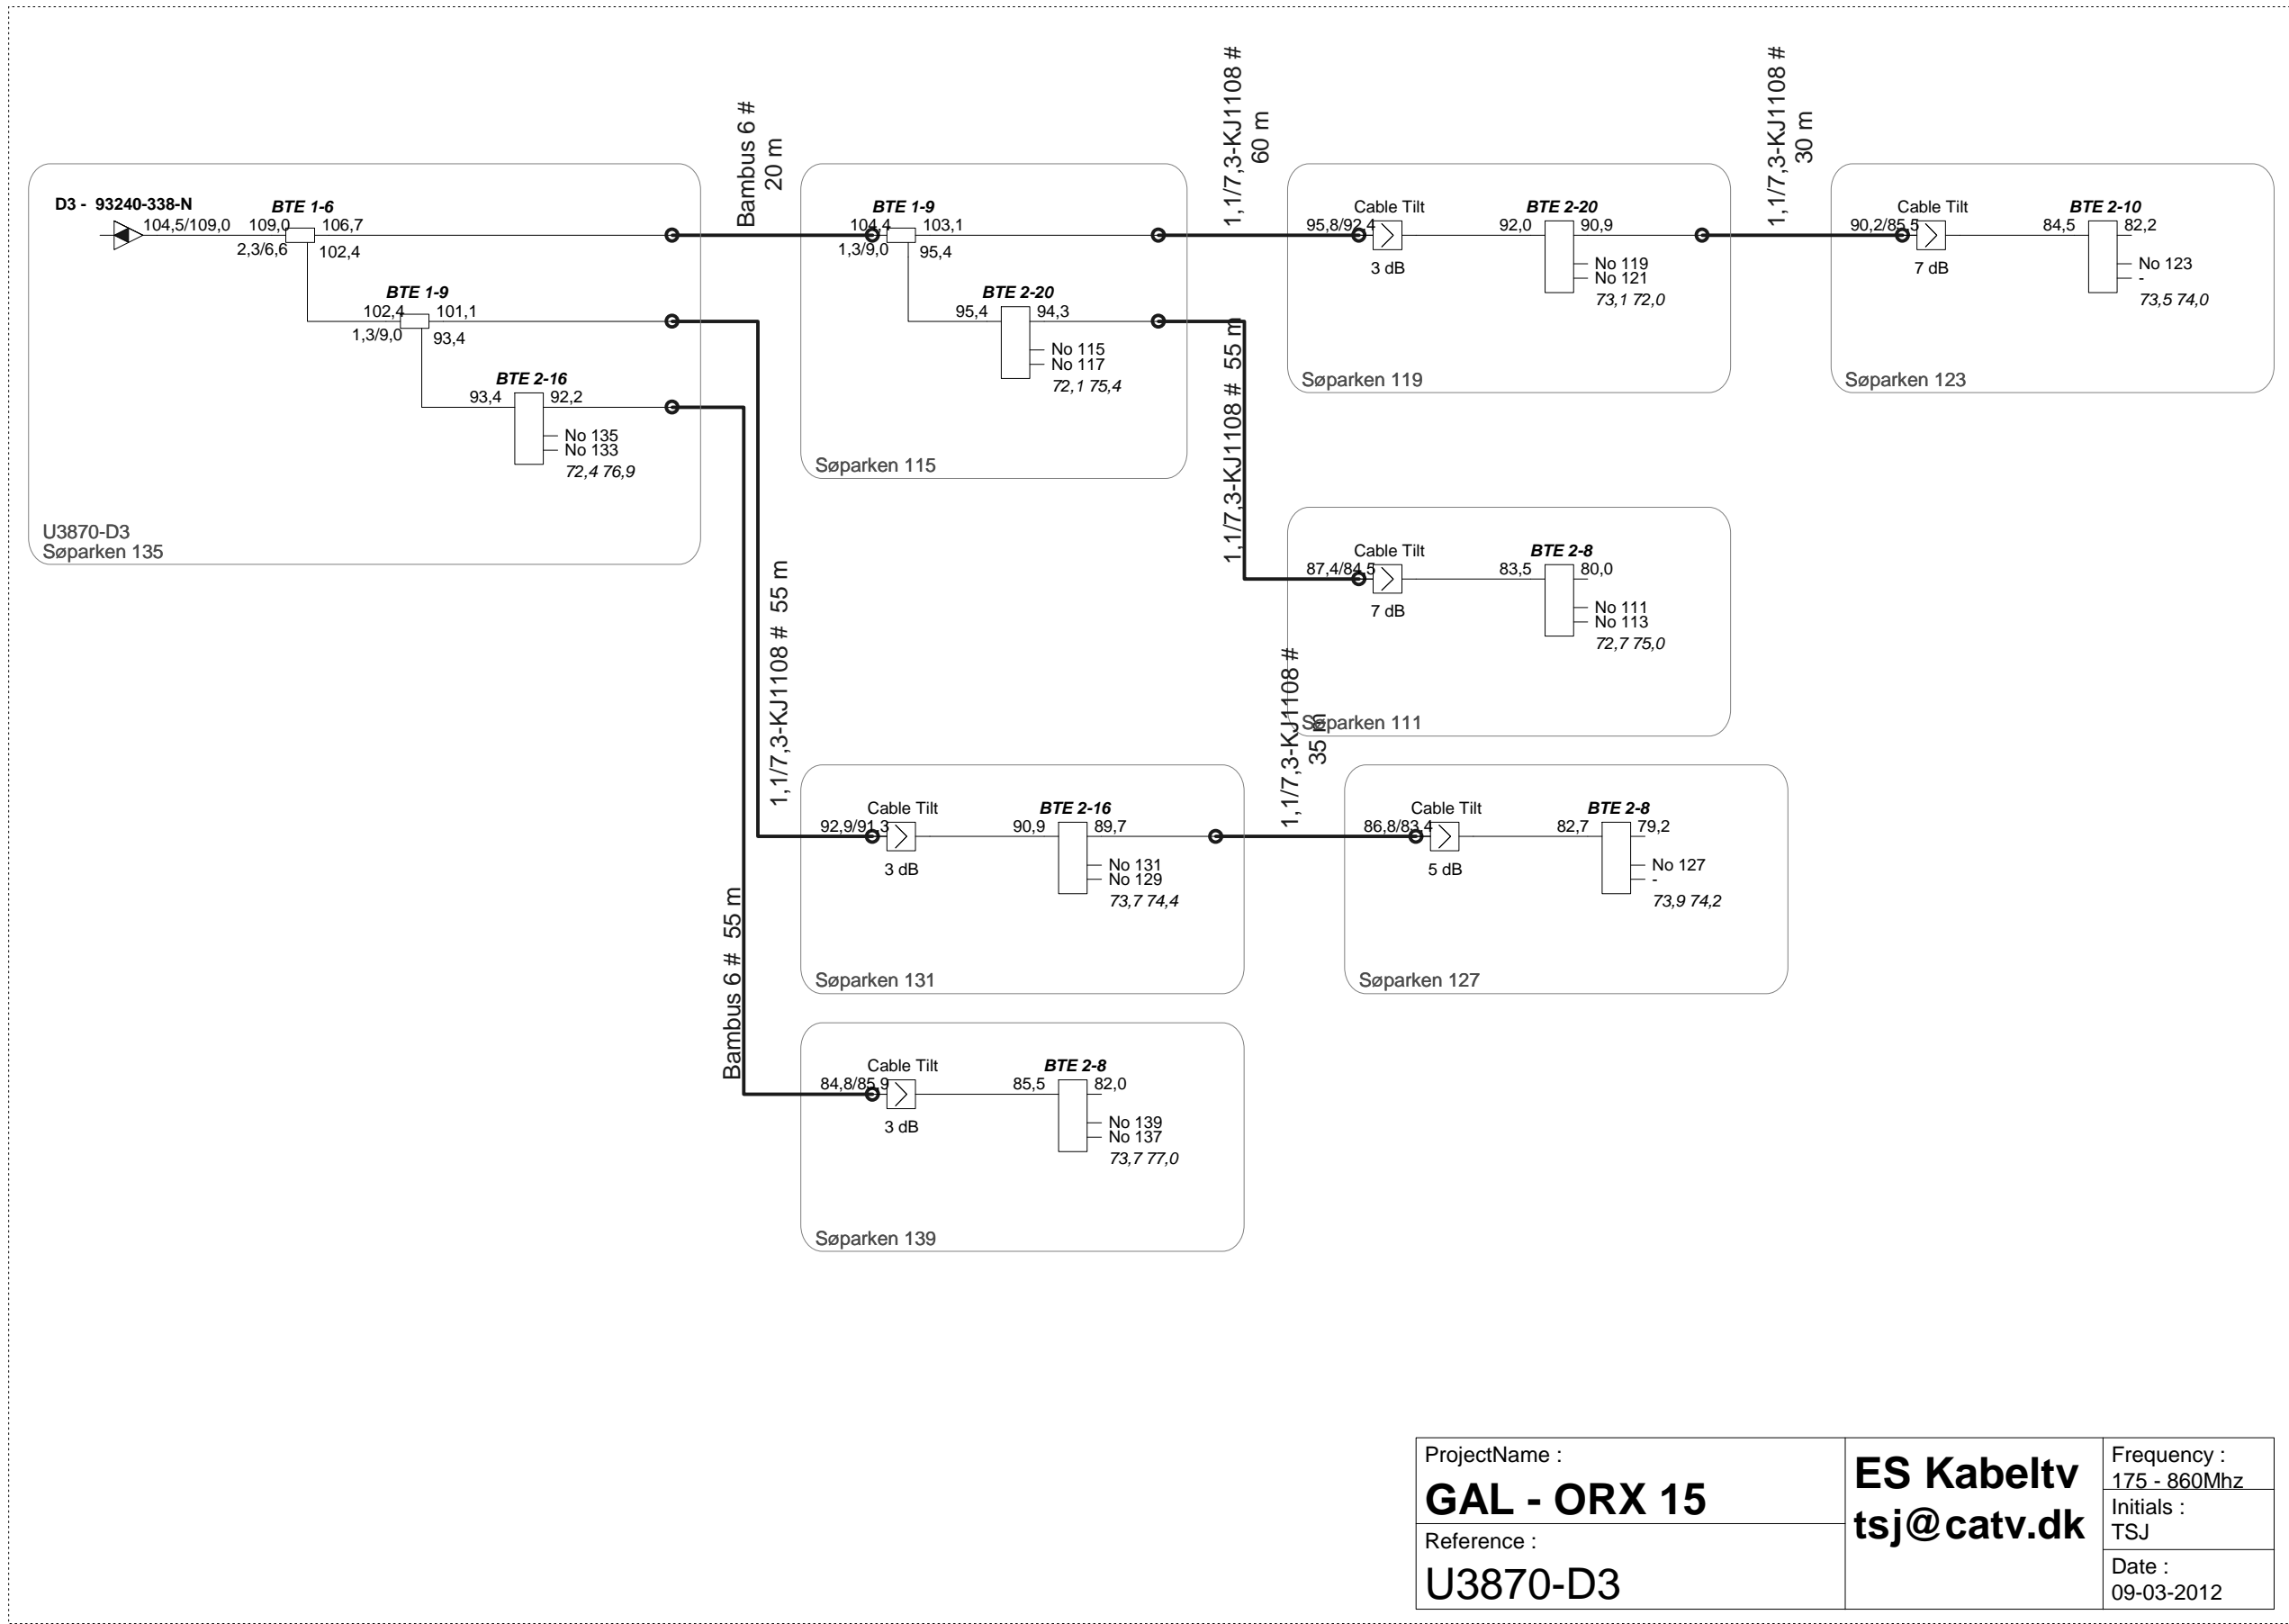 Bambus 6 #
20 m
1,1/7,3-KJ1108 #
60 m
1,1/7,3-KJ1108 #
30 m
D3 - 93240-338-N
104,5/109,0
BTE 1-6
109,0
106,7
2,3/6,6
102,4
BTE 1-9
102,4
101,1
1,3/9,0
93,4
BTE 2-16
93,4
92,2
No 135
No 133
72,4 76,9
U3870-D3
Søparken 135
BTE 1-9
104,4
103,1
1,3/9,0
95,4
BTE 2-20
95,4
94,3
No 115
No 117
72,1 75,4
Søparken 115
Cable Tilt
95,8/92,4
3 dB
BTE 2-20
92,0
90,9
No 119
No 121
73,1 72,0
Søparken 119
Cable Tilt
90,2/85,5
7 dB
BTE 2-10
84,5
82,2
No 123
-
73,5 74,0
Søparken 123
1,1/7,3-KJ1108 # 55 m
Cable Tilt
87,4/84,5
7 dB
BTE 2-8
83,5
80,0
No 111
No 113
72,7 75,0
Søparken 111
1,1/7,3-KJ1108 # 55 m
1,1/7,3-KJ1108 #
35 m
Cable Tilt
92,9/91,3
3 dB
BTE 2-16
90,9
89,7
No 131
No 129
73,7 74,4
Søparken 131
Cable Tilt
86,8/83,4
5 dB
BTE 2-8
82,7
79,2
No 127
-
73,9 74,2
Søparken 127
Bambus 6 # 55 m
Cable Tilt
84,8/85,9
3 dB
BTE 2-8
85,5
82,0
No 139
No 137
73,7 77,0
Søparken 139
ProjectName :
GAL - ORX 15
Reference :
U3870-D3
ES Kabeltv
tsj@catv.dk
Frequency :
175 - 860Mhz
Initials :
TSJ
Date :
09-03-2012